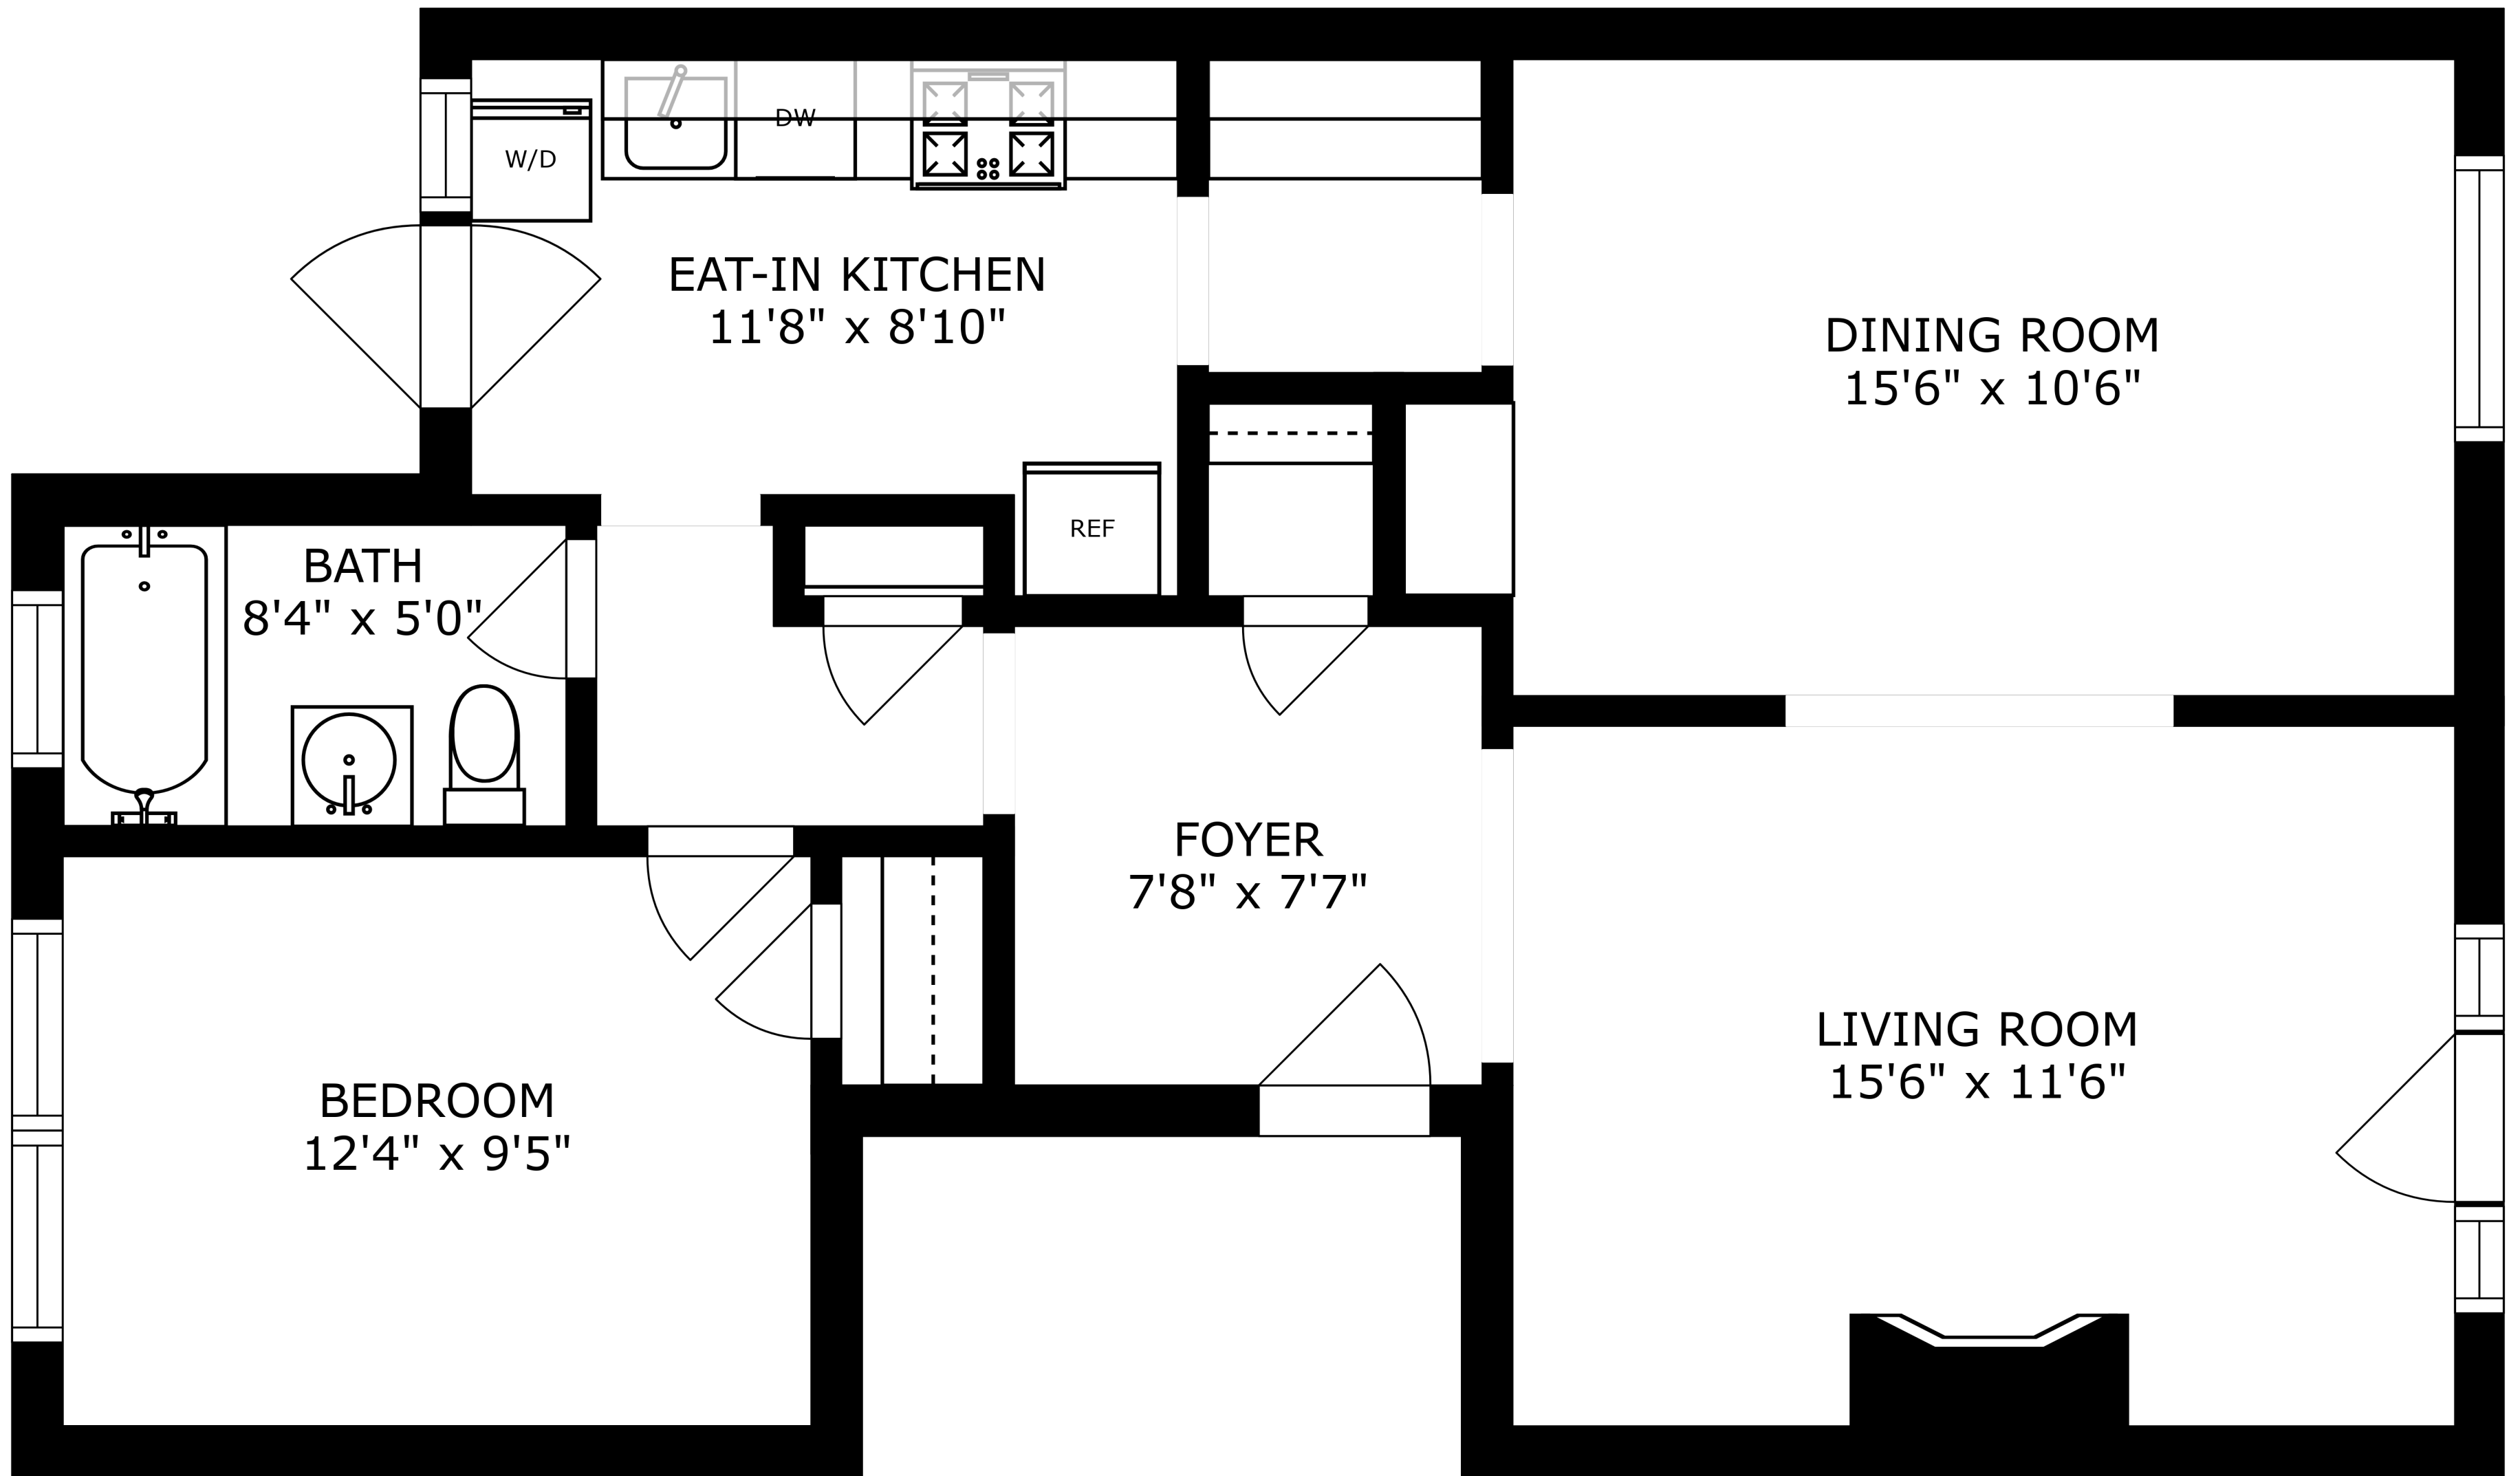 DW
W/D
EAT-IN KITCHEN
11'8" x 8'10"
DINING ROOM
15'6" x 10'6"
REF
BATH
8'4" x 5'0"
FOYER
7'8" x 7'7"
LIVING ROOM
15'6" x 11'6"
BEDROOM
12'4" x 9'5"